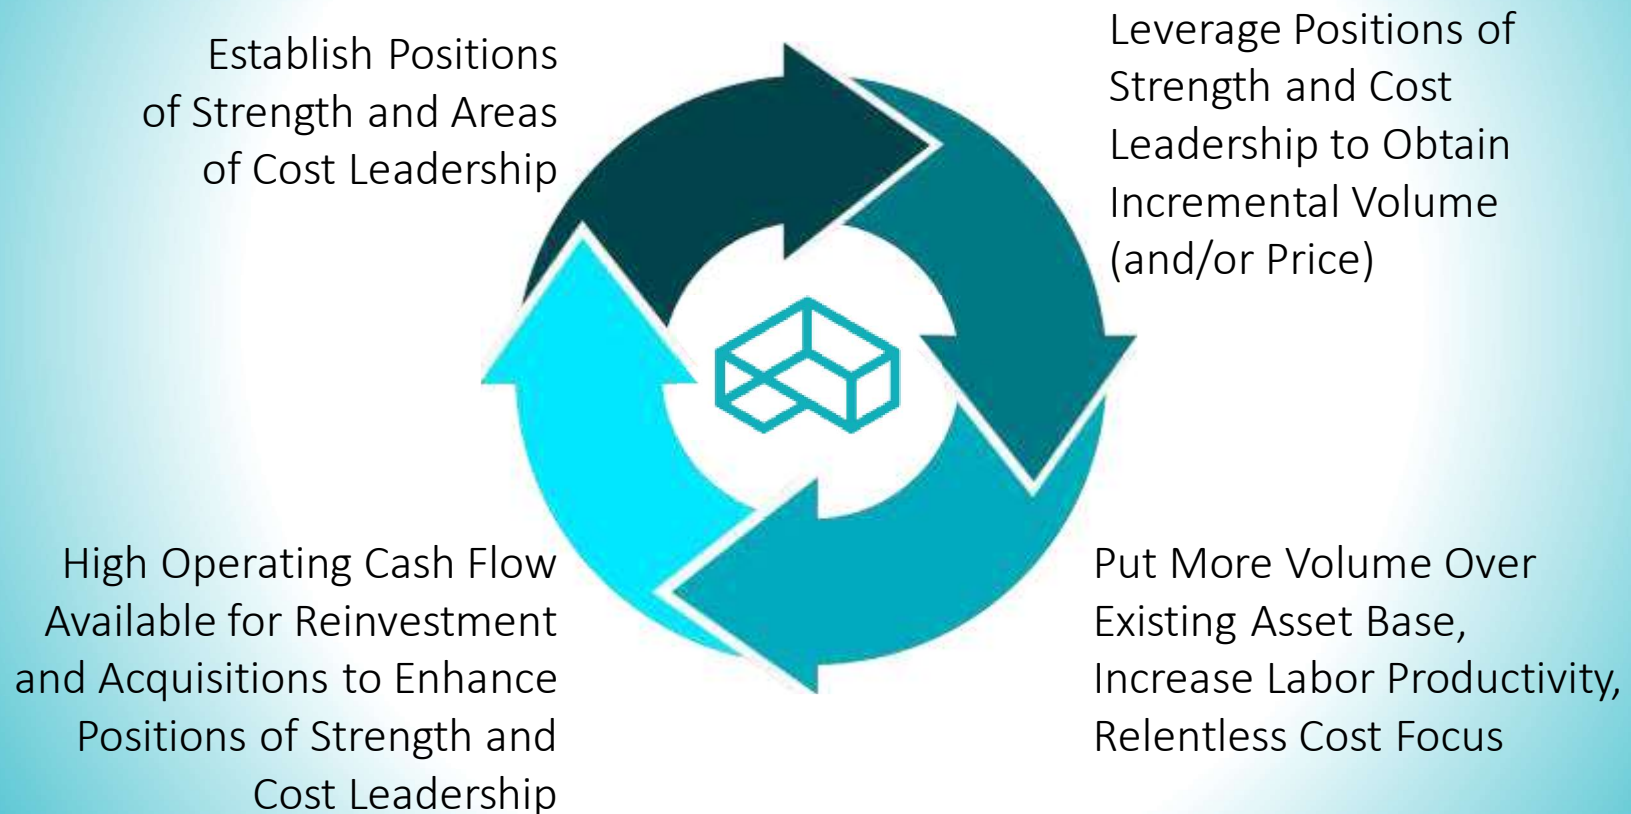 Establish Positions
of Strength and Areas
of Cost Leadership
Leverage Positions of
Strength and Cost
Leadership to Obtain
Incremental Volume
(and/or Price)
Put More Volume Over
Existing Asset Base,
Increase Labor Productivity,
Relentless Cost Focus
High Operating Cash Flow
Available for Reinvestment
and Acquisitions to Enhance
Positions of Strength and
Cost Leadership